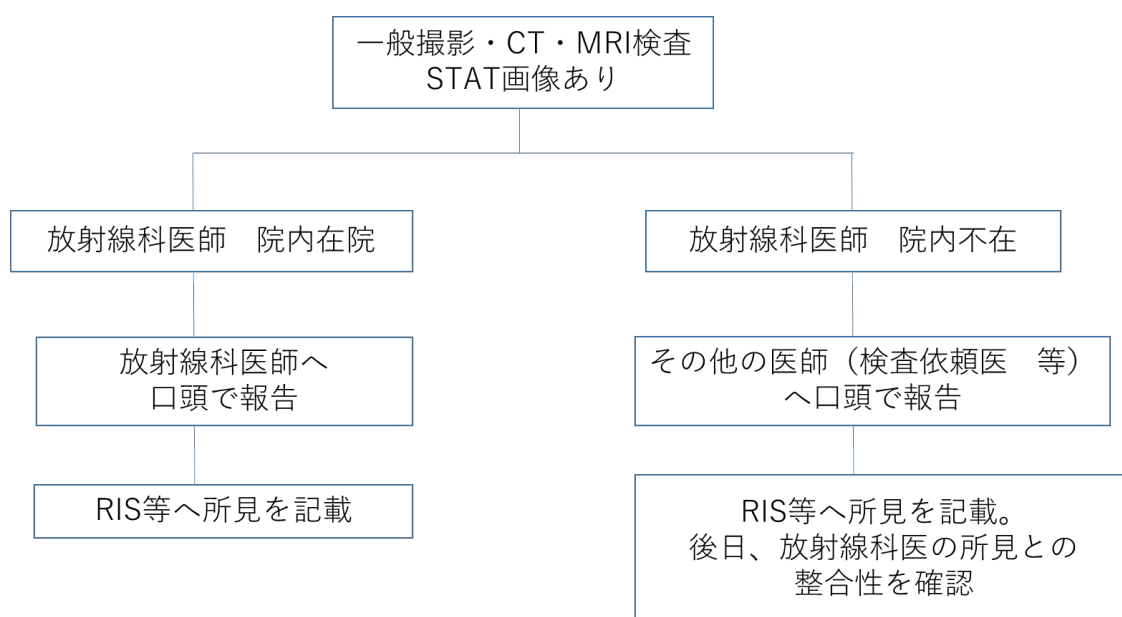 一般撮影・CT・MRI検査
STAT画像あり
放射線科医師　院内在院
放射線科医師　院内不在
放射線科医師へ
口頭で報告
その他の医師（検査依頼医　等）
へ口頭で報告
RIS等へ所見を記載
RIS等へ所見を記載。
後日、放射線科医の所見との
整合性を確認